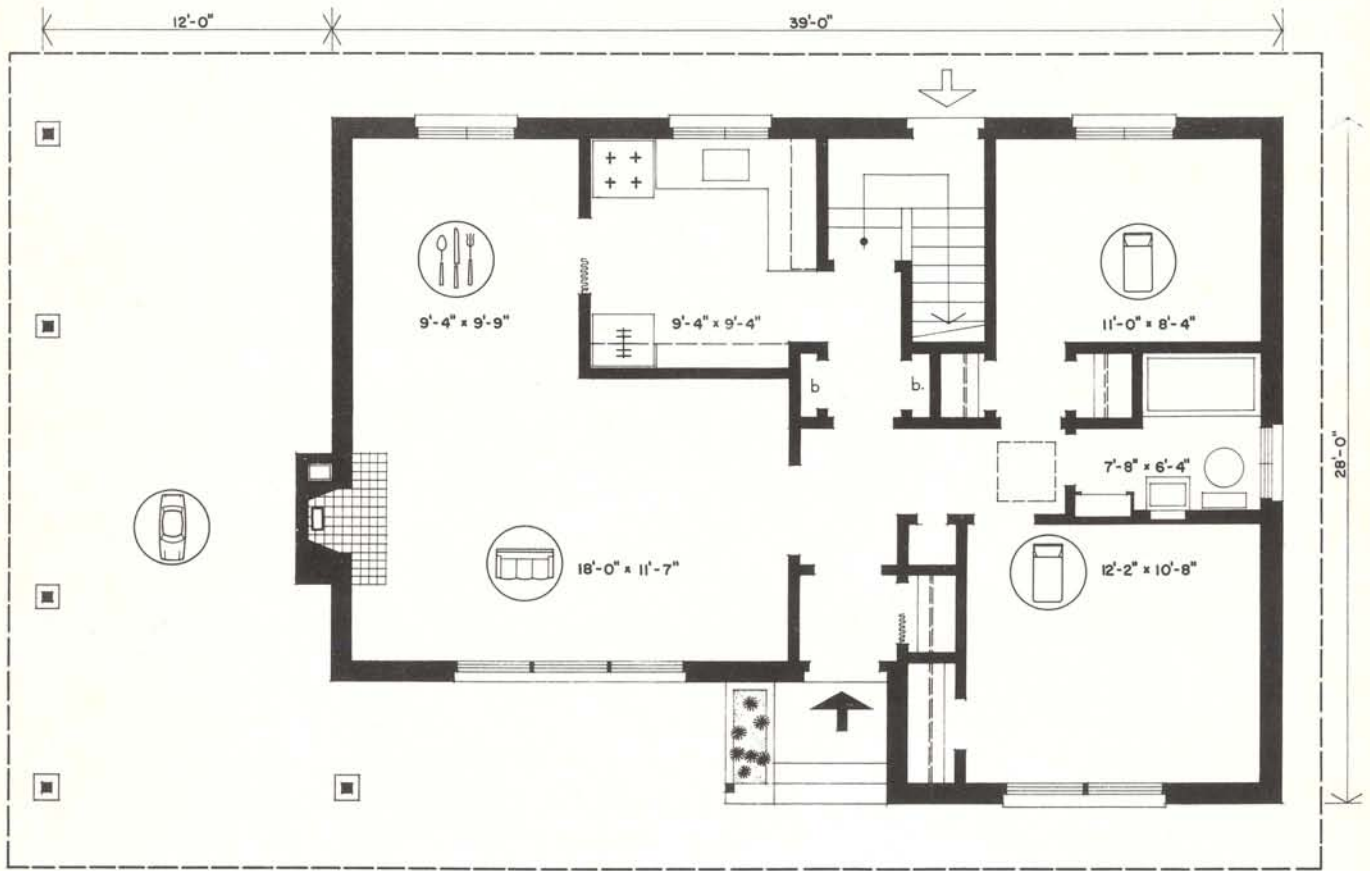 12'-0"
39'-0"
9'-4" x 9'-9"
9'-4" x 9'-4"
11'-0" x 8'-4"
b
b.
7'-8" x 6'-4"
28'-0"
18'-0" x 11'-7"
12'-2" x 10'-8"